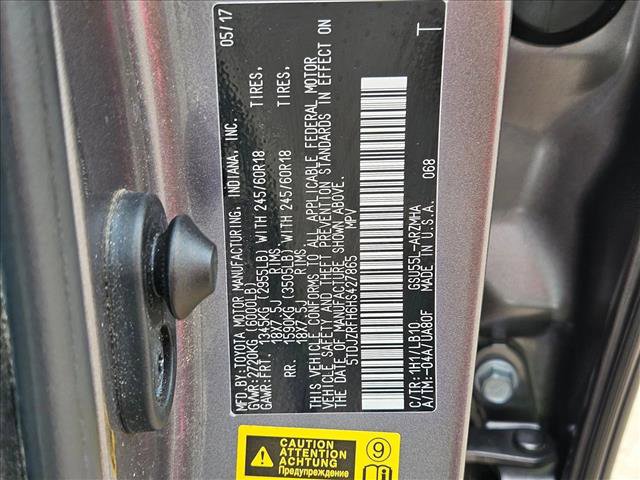 MFD.BY:TOYOTA MOTOR MANUFACTURING, INDIANA, INC. 05/17
GVWR:2720KG(6000LB)
GAWR:FRT. 1345KG (2955LB) WITH 245/60R18 TIRES,
18X7.5J RIMS
RR. 1590KG (3505LB) WITH 245/60R18 TIRES,
18X7.5J RIMS
THIS VEHICLE CONFORMS TO ALL APPLICABLE FEDERAL MOTOR
VEHICLE SAFETY AND THEFT PREVENTION STANDARDS IN EFFECT ON
THE DATE OF MANUFACTURE SHOWN ABOVE.
5TDJZRFH6HS427865 MPV
C/TR:1H1/LB10 GSU55L-ARZMHA
A/TM:-04A/UA80F MADE IN U.S.A. 068 T
CAUTION
ATTENTION
ACHTUNG
Предупреждение
9